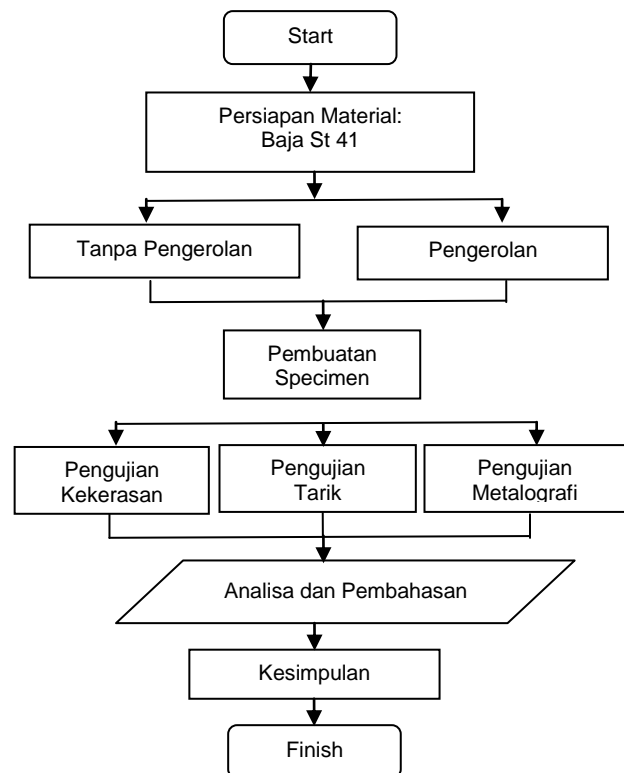 Start
Persiapan Material:
Baja St 41
Tanpa Pengerolan
Pengerolan
Pembuatan
Specimen
Pengujian
Kekerasan
Pengujian
Tarik
Pengujian
Metalografi
Analisa dan Pembahasan
Kesimpulan
Finish